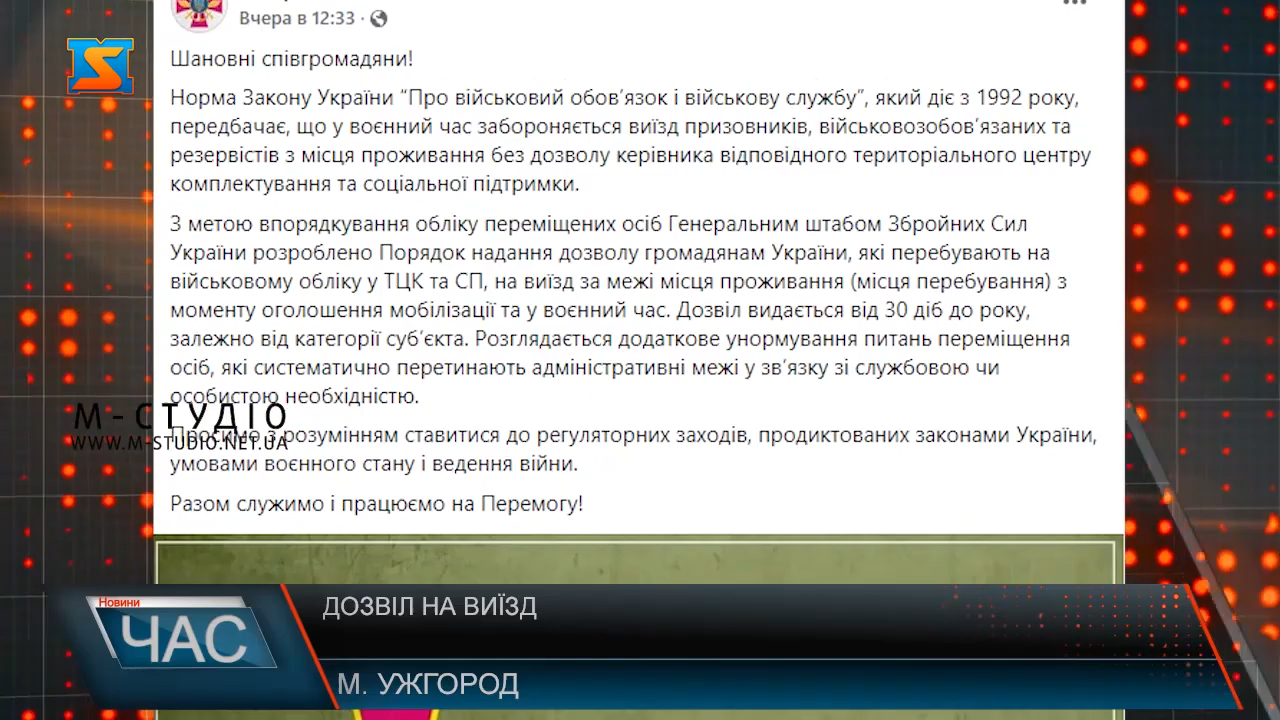 Вчера в 12:33 ·
Шановні співгромадяни!
Норма Закону України “Про військовий обов’язок і військову службу”, який діє з 1992 року,
передбачає, що у воєнний час забороняється виїзд призовників, військовозобов’язаних та
резервістів з місця проживання без дозволу керівника відповідного територіального центру
комплектування та соціальної підтримки.
З метою впорядкування обліку переміщених осіб Генеральним штабом Збройних Сил
України розроблено Порядок надання дозволу громадянам України, які перебувають на
військовому обліку у ТЦК та СП, на виїзд за межі місця проживання (місця перебування) з
моменту оголошення мобілізації та у воєнний час. Дозвіл видається від 30 діб до року,
залежно від категорії суб’єкта. Розглядається додаткове унормування питань переміщення
осіб, які систематично перетинають адміністративні межі у зв’язку зі службовою чи
особистою необхідністю.
М-СТУДІО
WWW.M-STUDIO.NET.UA
Просимо з розумінням ставитися до регуляторних заходів, продиктованих законами України,
умовами воєнного стану і ведення війни.
Разом служимо і працюємо на Перемогу!
Новини
ЧАС
ДОЗВІЛ НА ВИЇЗД
М. УЖГОРОД